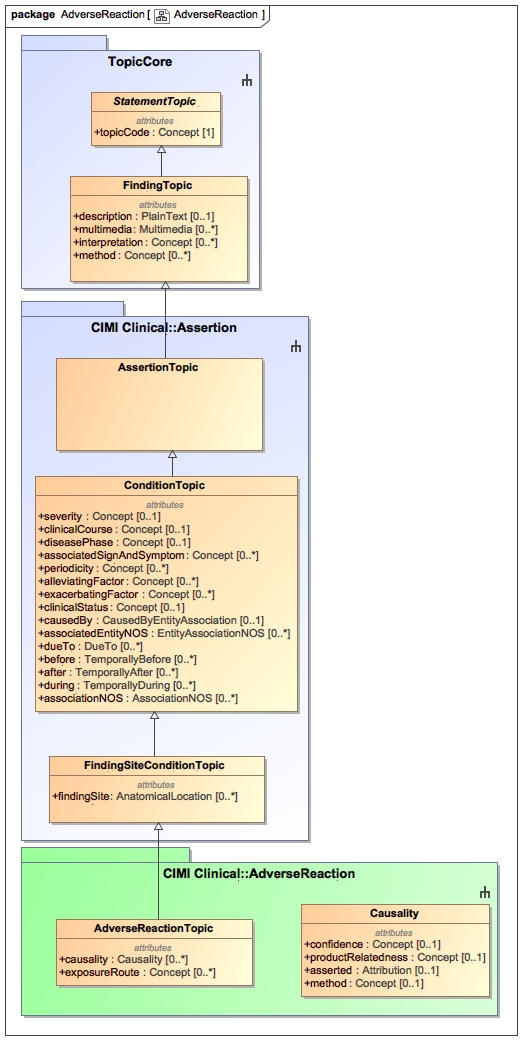 package AdverseReaction [ AdverseReaction ]
TopicCore
StatementTopic
attributes
+topicCode : Concept [1]
FindingTopic
attributes
+description : PlainText [0..1]
+multimedia : Multimedia [0..*]
+interpretation : Concept [0..*]
+method : Concept [0..*]
CIMI Clinical::Assertion
AssertionTopic
ConditionTopic
attributes
+severity : Concept [0..1]
+clinicalCourse : Concept [0..1]
+diseasePhase : Concept [0..1]
+associatedSignAndSymptom : Concept [0..*]
+periodicity : Concept [0..*]
+alleviatingFactor : Concept [0..*]
+exacerbatingFactor : Concept [0..*]
+clinicalStatus : Concept [0..1]
+causedBy : CausedByEntityAssociation [0..1]
+associatedEntityNOS : EntityAssociationNOS [0..*]
+dueTo : DueTo [0..*]
+before : TemporallyBefore [0..*]
+after : TemporallyAfter [0..*]
+during : TemporallyDuring [0..*]
+associationNOS : AssociationNOS [0..*]
FindingSiteConditionTopic
attributes
+findingSite : AnatomicalLocation [0..*]
CIMI Clinical::AdverseReaction
AdverseReactionTopic
attributes
+causality : Causality [0..*]
+exposureRoute : Concept [0..*]
Causality
attributes
+confidence : Concept [0..1]
+productRelatedness : Concept [0..1]
+asserted : Attribution [0..1]
+method : Concept [0..1]